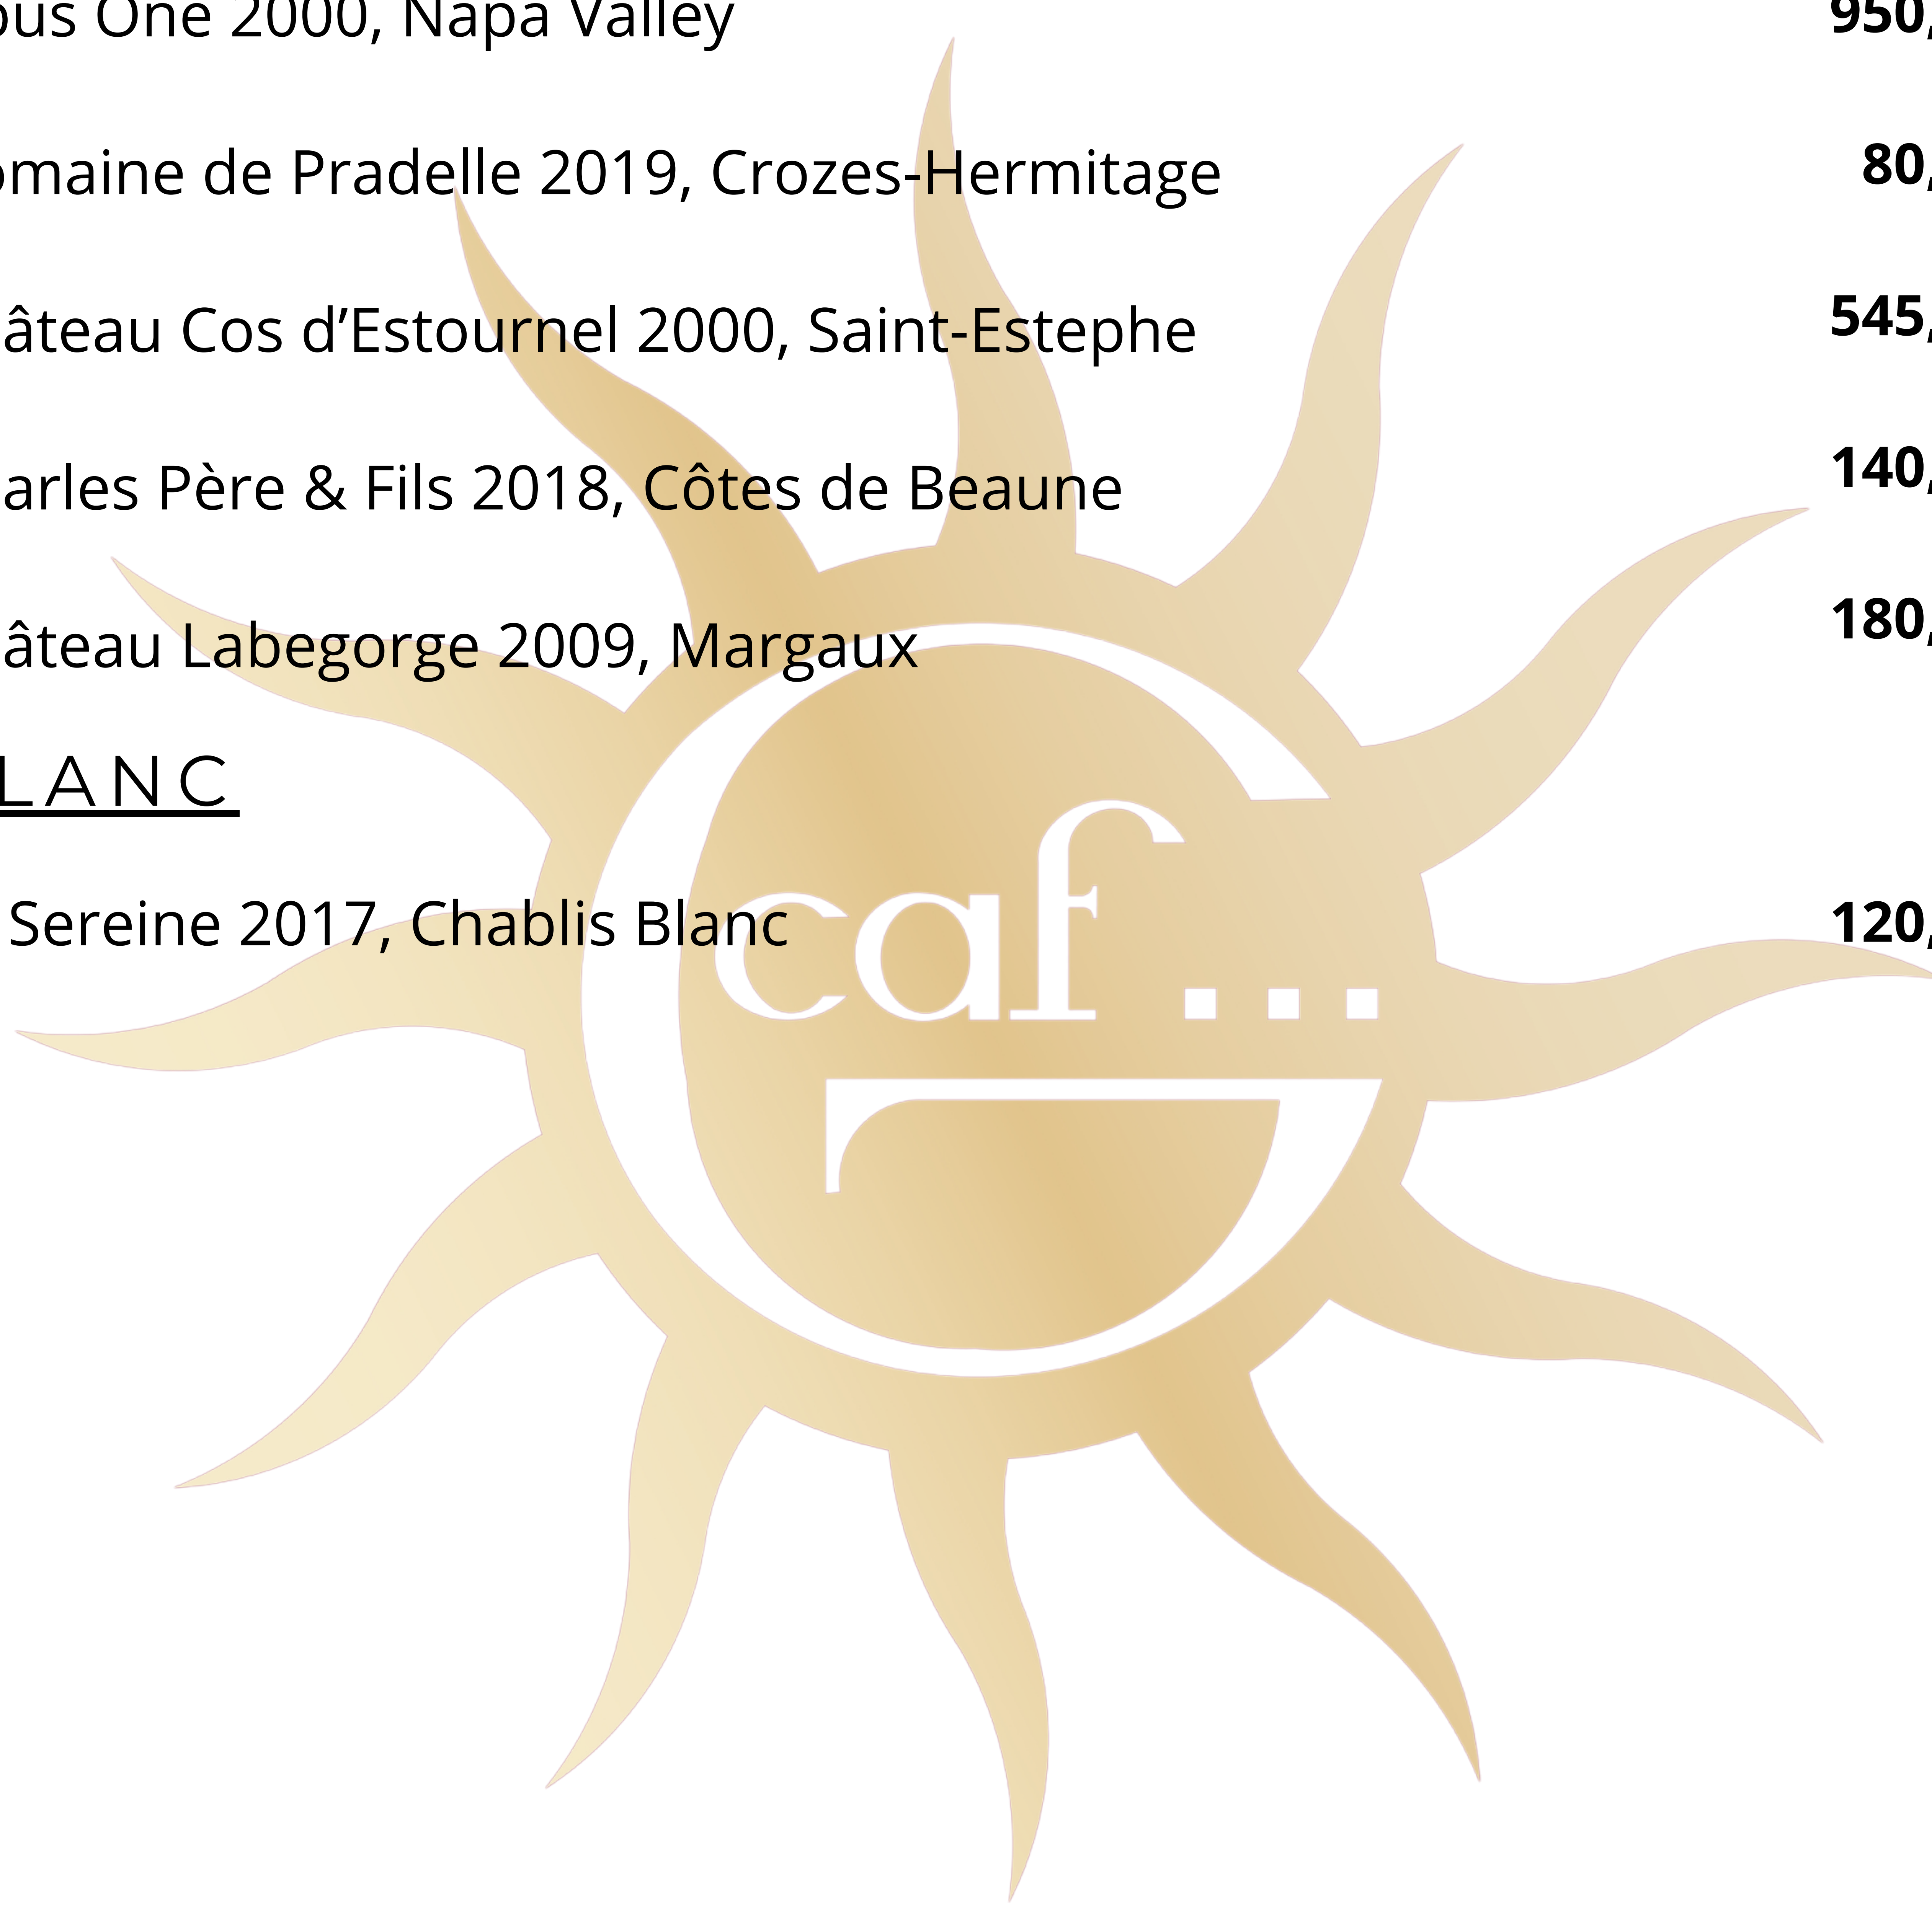 ous One 2000, Napa Valley 950,
omaine de Pradelle 2019, Crozes-Hermitage 80,
âteau Cos d’Estournel 2000, Saint-Estephe 545,
arles Père & Fils 2018, Côtes de Beaune 140,
âteau Labegorge 2009, Margaux 180,
LANC
Sereine 2017, Chablis Blanc 120,
caf...